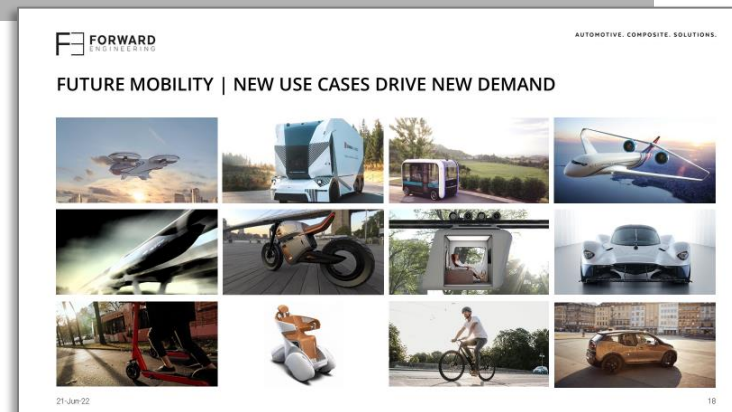 FORWARD
ENGINEERING
AUTOMOTIVE. COMPOSITE. SOLUTIONS.
FUTURE MOBILITY | NEW USE CASES DRIVE NEW DEMAND
21-Jun-22
18